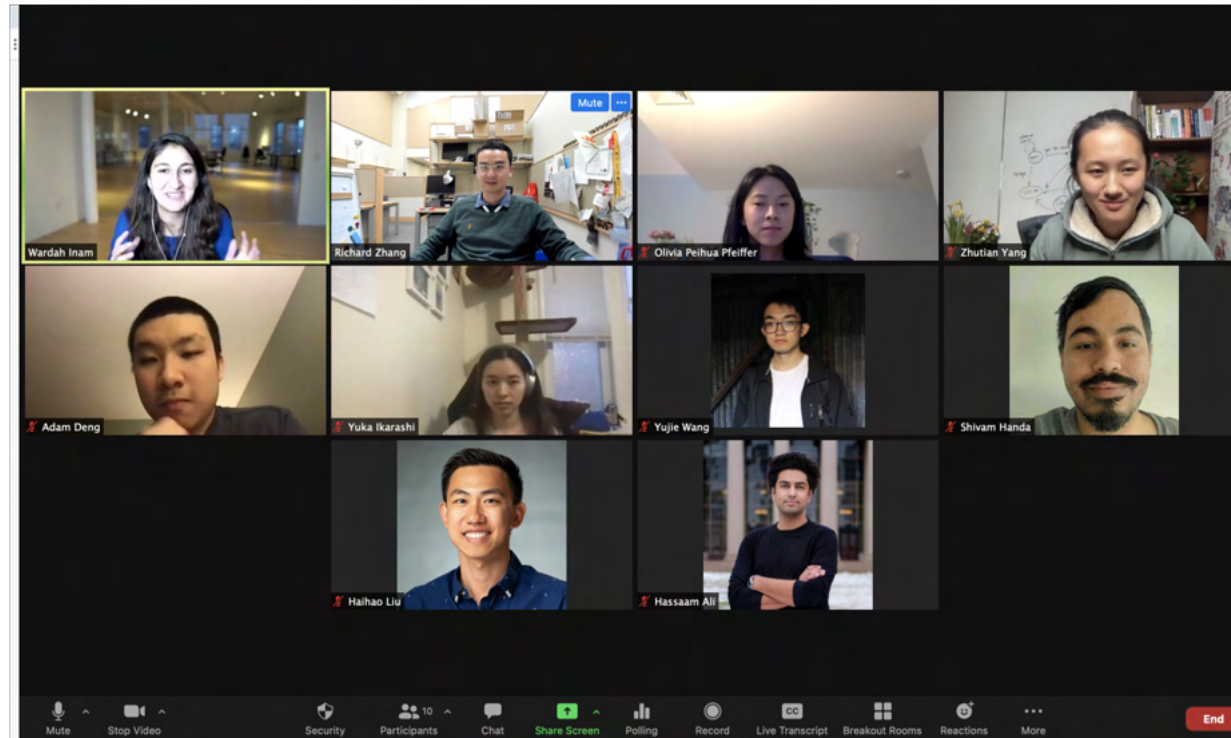 Mute ...
Wardah Inam
Richard Zhang
Olivia Peihua Pfeiffer
Zhutian Yang
Adam Deng
Yuka Ikarashi
Yujie Wang
Shivam Handa
Haihao Liu
Hassaam Ali
10
CC
Mute
Stop Video
Security
Participants
Chat
Share Screen
Polling
Record
Live Transcript
Breakout Rooms
Reactions
More
End